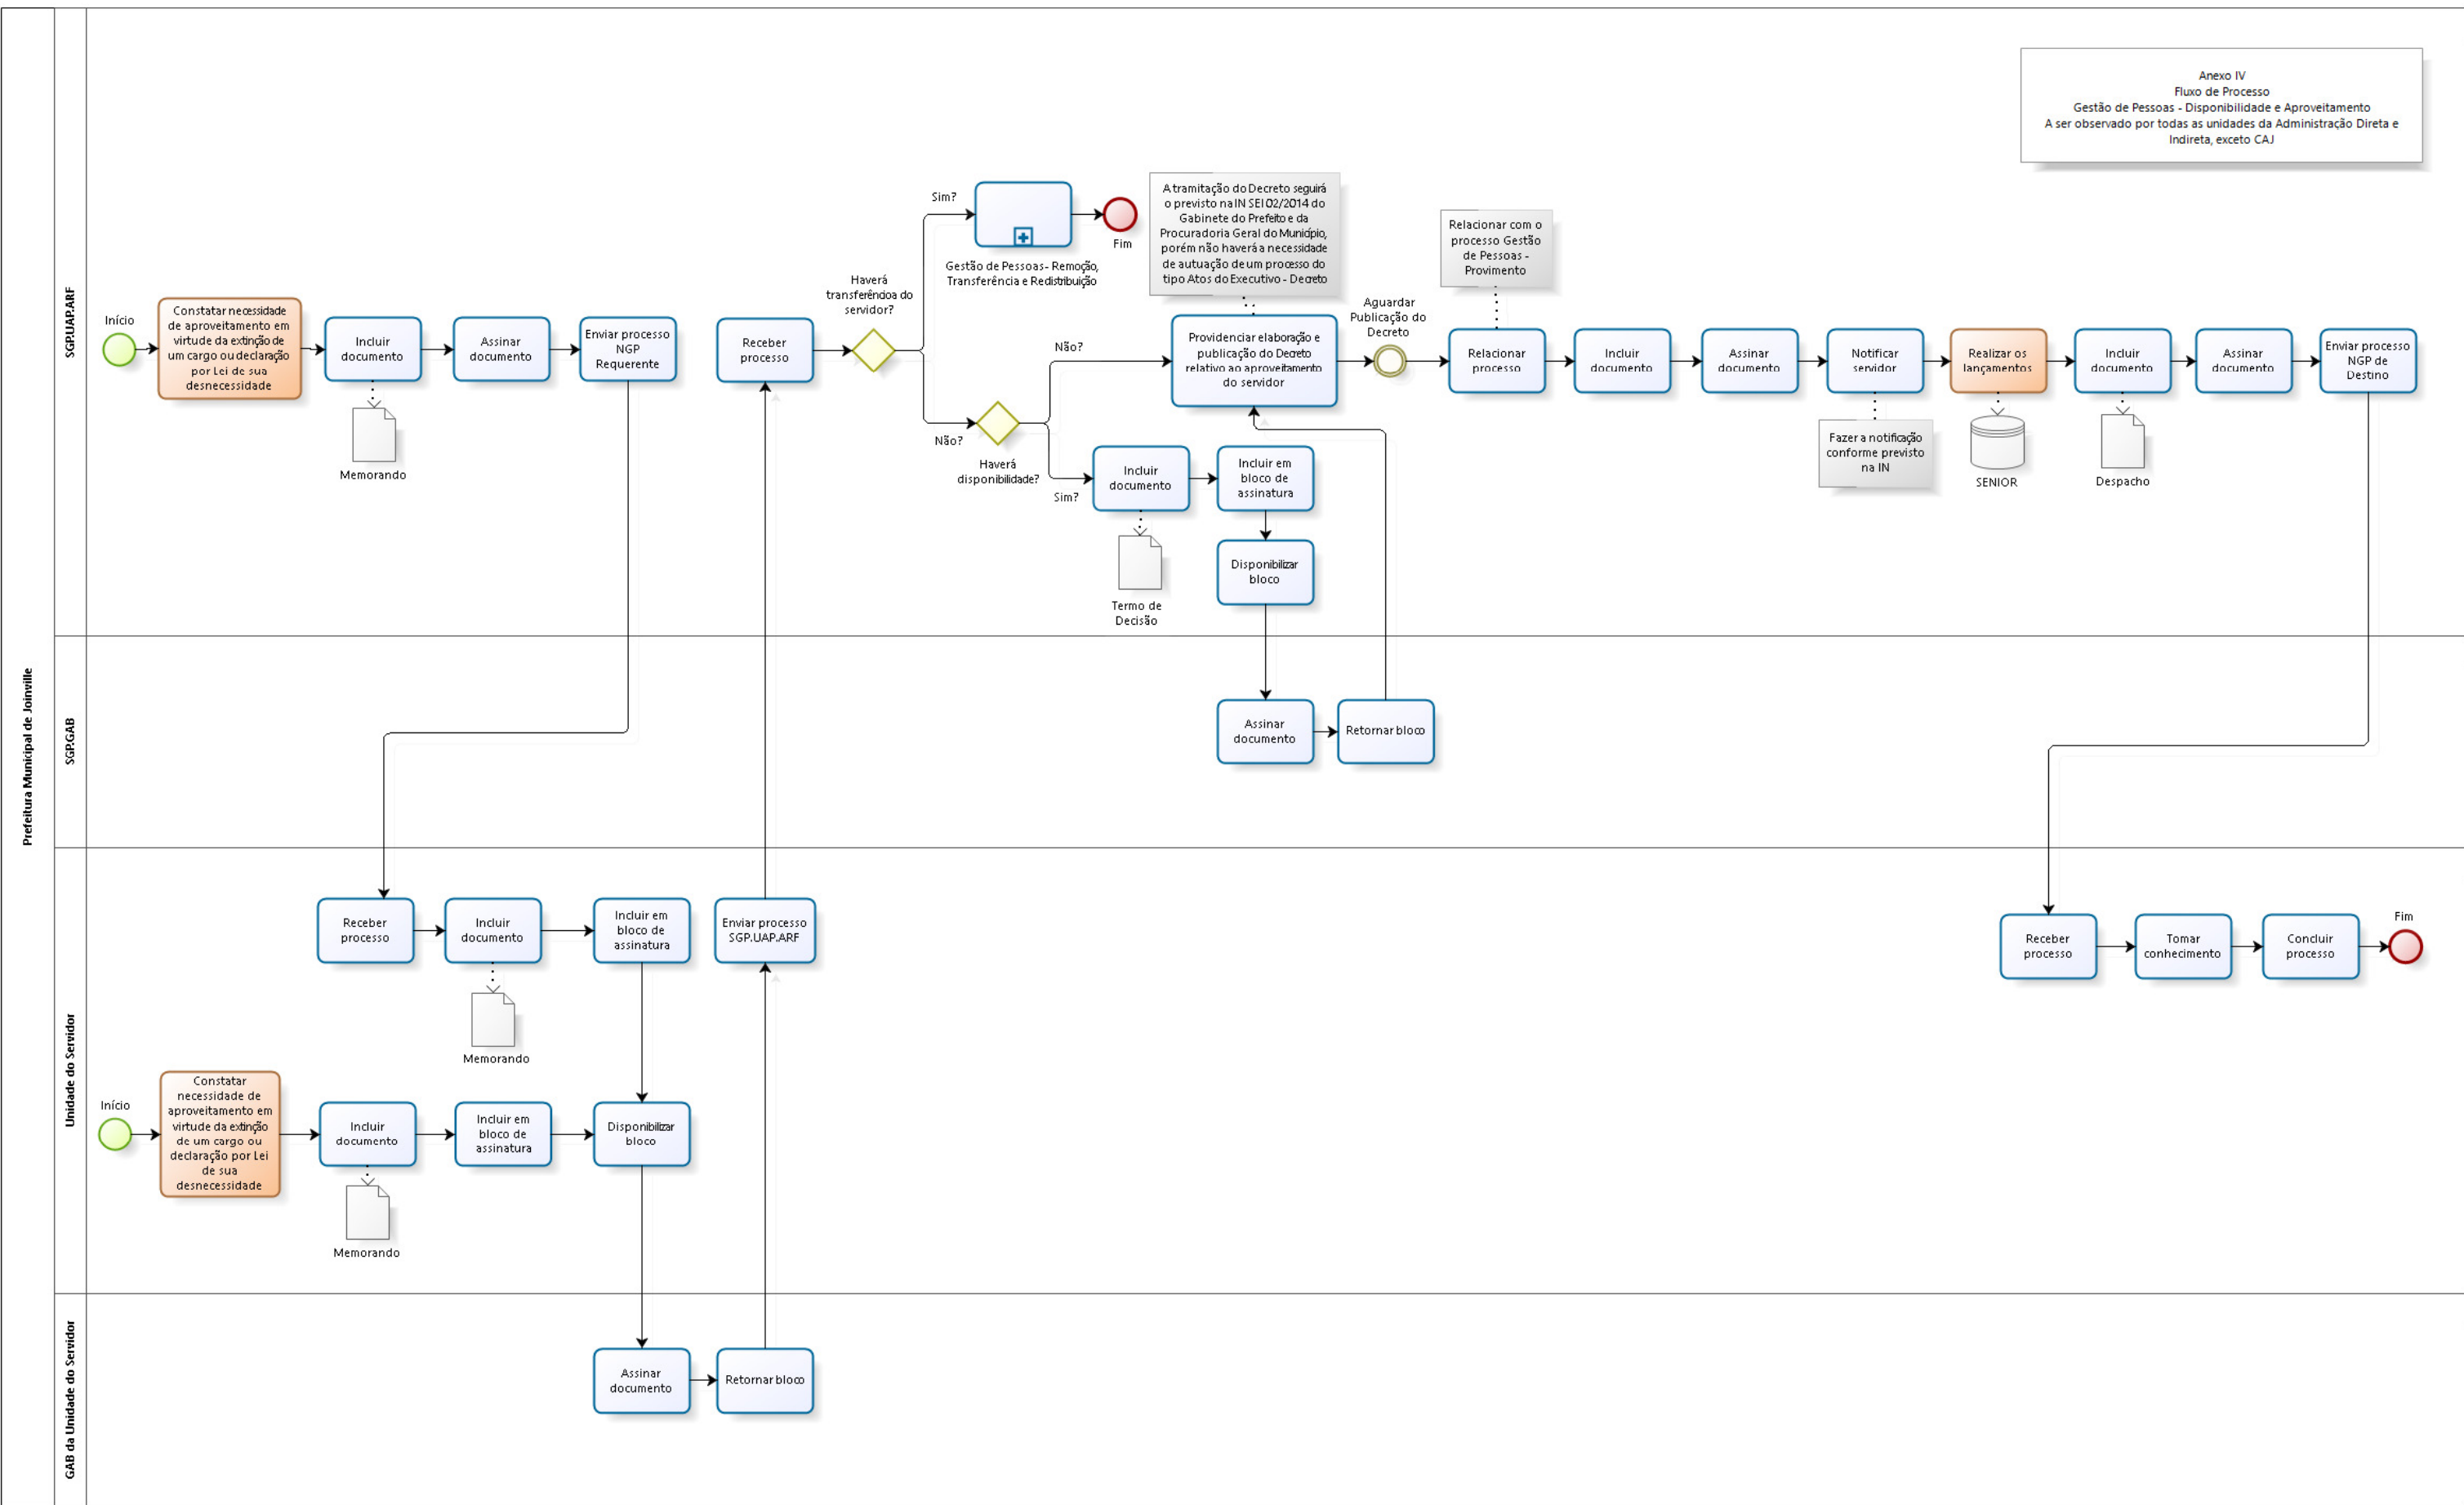 Anexo IV
Fluxo de Processo
Gestão de Pessoas - Disponibilidade e Aproveitamento
A ser observado por todas as unidades da Administração Direta e
Indireta, exceto CAJ
Prefeitura Municipal de Joinville
SGP.UAP.ARF
Início
Constatar necessidade
de aproveitamento em
virtude da extinção de
um cargo ou declaração
por Lei de sua
desnecessidade
Incluir
documento
Memorando
Assinar
documento
Enviar processo
NGP
Requerente
Receber
processo
Haverá
transferência do
servidor?
Sim?
Gestão de Pessoas- Remoção,
Transferência e Redistribuição
Fim
Não?
Haverá
disponibilidade?
Não?
Sim?
A tramitação do Decreto seguirá
o previsto na IN SEI 02/2014 do
Gabinete do Prefeito e da
Procuradoria Geral do Município,
porém não haverá a necessidade
de autuação de um processo do
tipo Atos do Executivo - Decreto
Providenciar elaboração e
publicação do Decreto
relativo ao aproveitamento
do servidor
Incluir
documento
Termo de
Decisão
Incluir em
bloco de
assinatura
Disponibilizar
bloco
Aguardar
Publicação do
Decreto
Relacionar com o
processo Gestão
de Pessoas -
Provimento
Relacionar
processo
Incluir
documento
Assinar
documento
Notificar
servidor
Fazer a notificação
conforme previsto
na IN
Realizar os
lançamentos
SENIOR
Incluir
documento
Despacho
Assinar
documento
Enviar processo
NGP de
Destino
SGP.GAB
Assinar
documento
Retornar bloco
Unidade do Servidor
Receber
processo
Incluir
documento
Memorando
Incluir em
bloco de
assinatura
Enviar processo
SGP.UAP.ARF
Receber
processo
Tomar
conhecimento
Concluir
processo
Fim
Início
Constatar
necessidade de
aproveitamento em
virtude da extinção
de um cargo ou
declaração por Lei
de sua
desnecessidade
Incluir
documento
Memorando
Incluir em
bloco de
assinatura
Disponibilizar
bloco
GAB da Unidade do Servidor
Assinar
documento
Retornar bloco